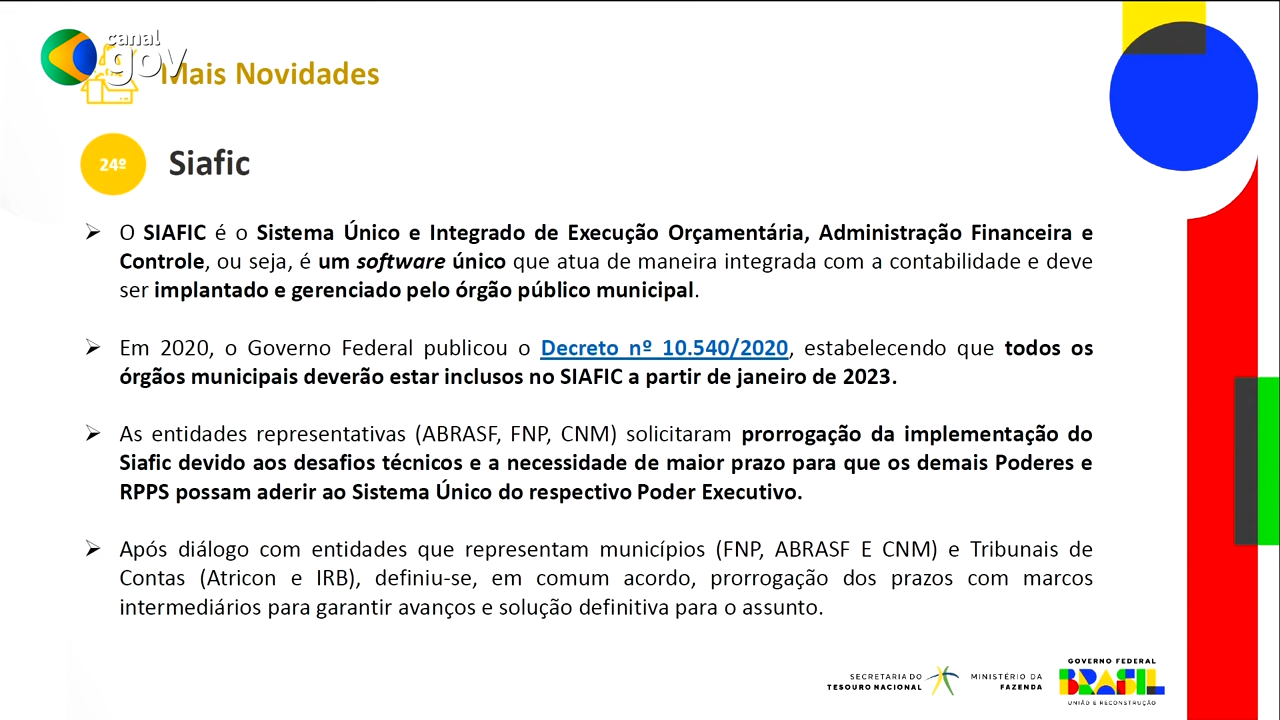 canal
gov
Mais Novidades
24º
Siafic
➢ O SIAFIC é o Sistema Único e Integrado de Execução Orçamentária, Administração Financeira e
Controle, ou seja, é um software único que atua de maneira integrada com a contabilidade e deve
ser implantado e gerenciado pelo órgão público municipal.
➢ Em 2020, o Governo Federal publicou o Decreto nº 10.540/2020, estabelecendo que todos os
órgãos municipais deverão estar inclusos no SIAFIC a partir de janeiro de 2023.
➢ As entidades representativas (ABRASF, FNP, CNM) solicitaram prorrogação da implementação do
Siafic devido aos desafios técnicos e a necessidade de maior prazo para que os demais Poderes e
RPPS possam aderir ao Sistema Único do respectivo Poder Executivo.
➢ Após diálogo com entidades que representam municípios (FNP, ABRASF E CNM) e Tribunais de
Contas (Atricon e IRB), definiu-se, em comum acordo, prorrogação dos prazos com marcos
intermediários para garantir avanços e solução definitiva para o assunto.
SECRETARIA DO
TESOURO NACIONAL
MINISTÉRIO DA
FAZENDA
GOVERNO FEDERAL
BRASIL
UNIÃO E RECONSTRUÇÃO